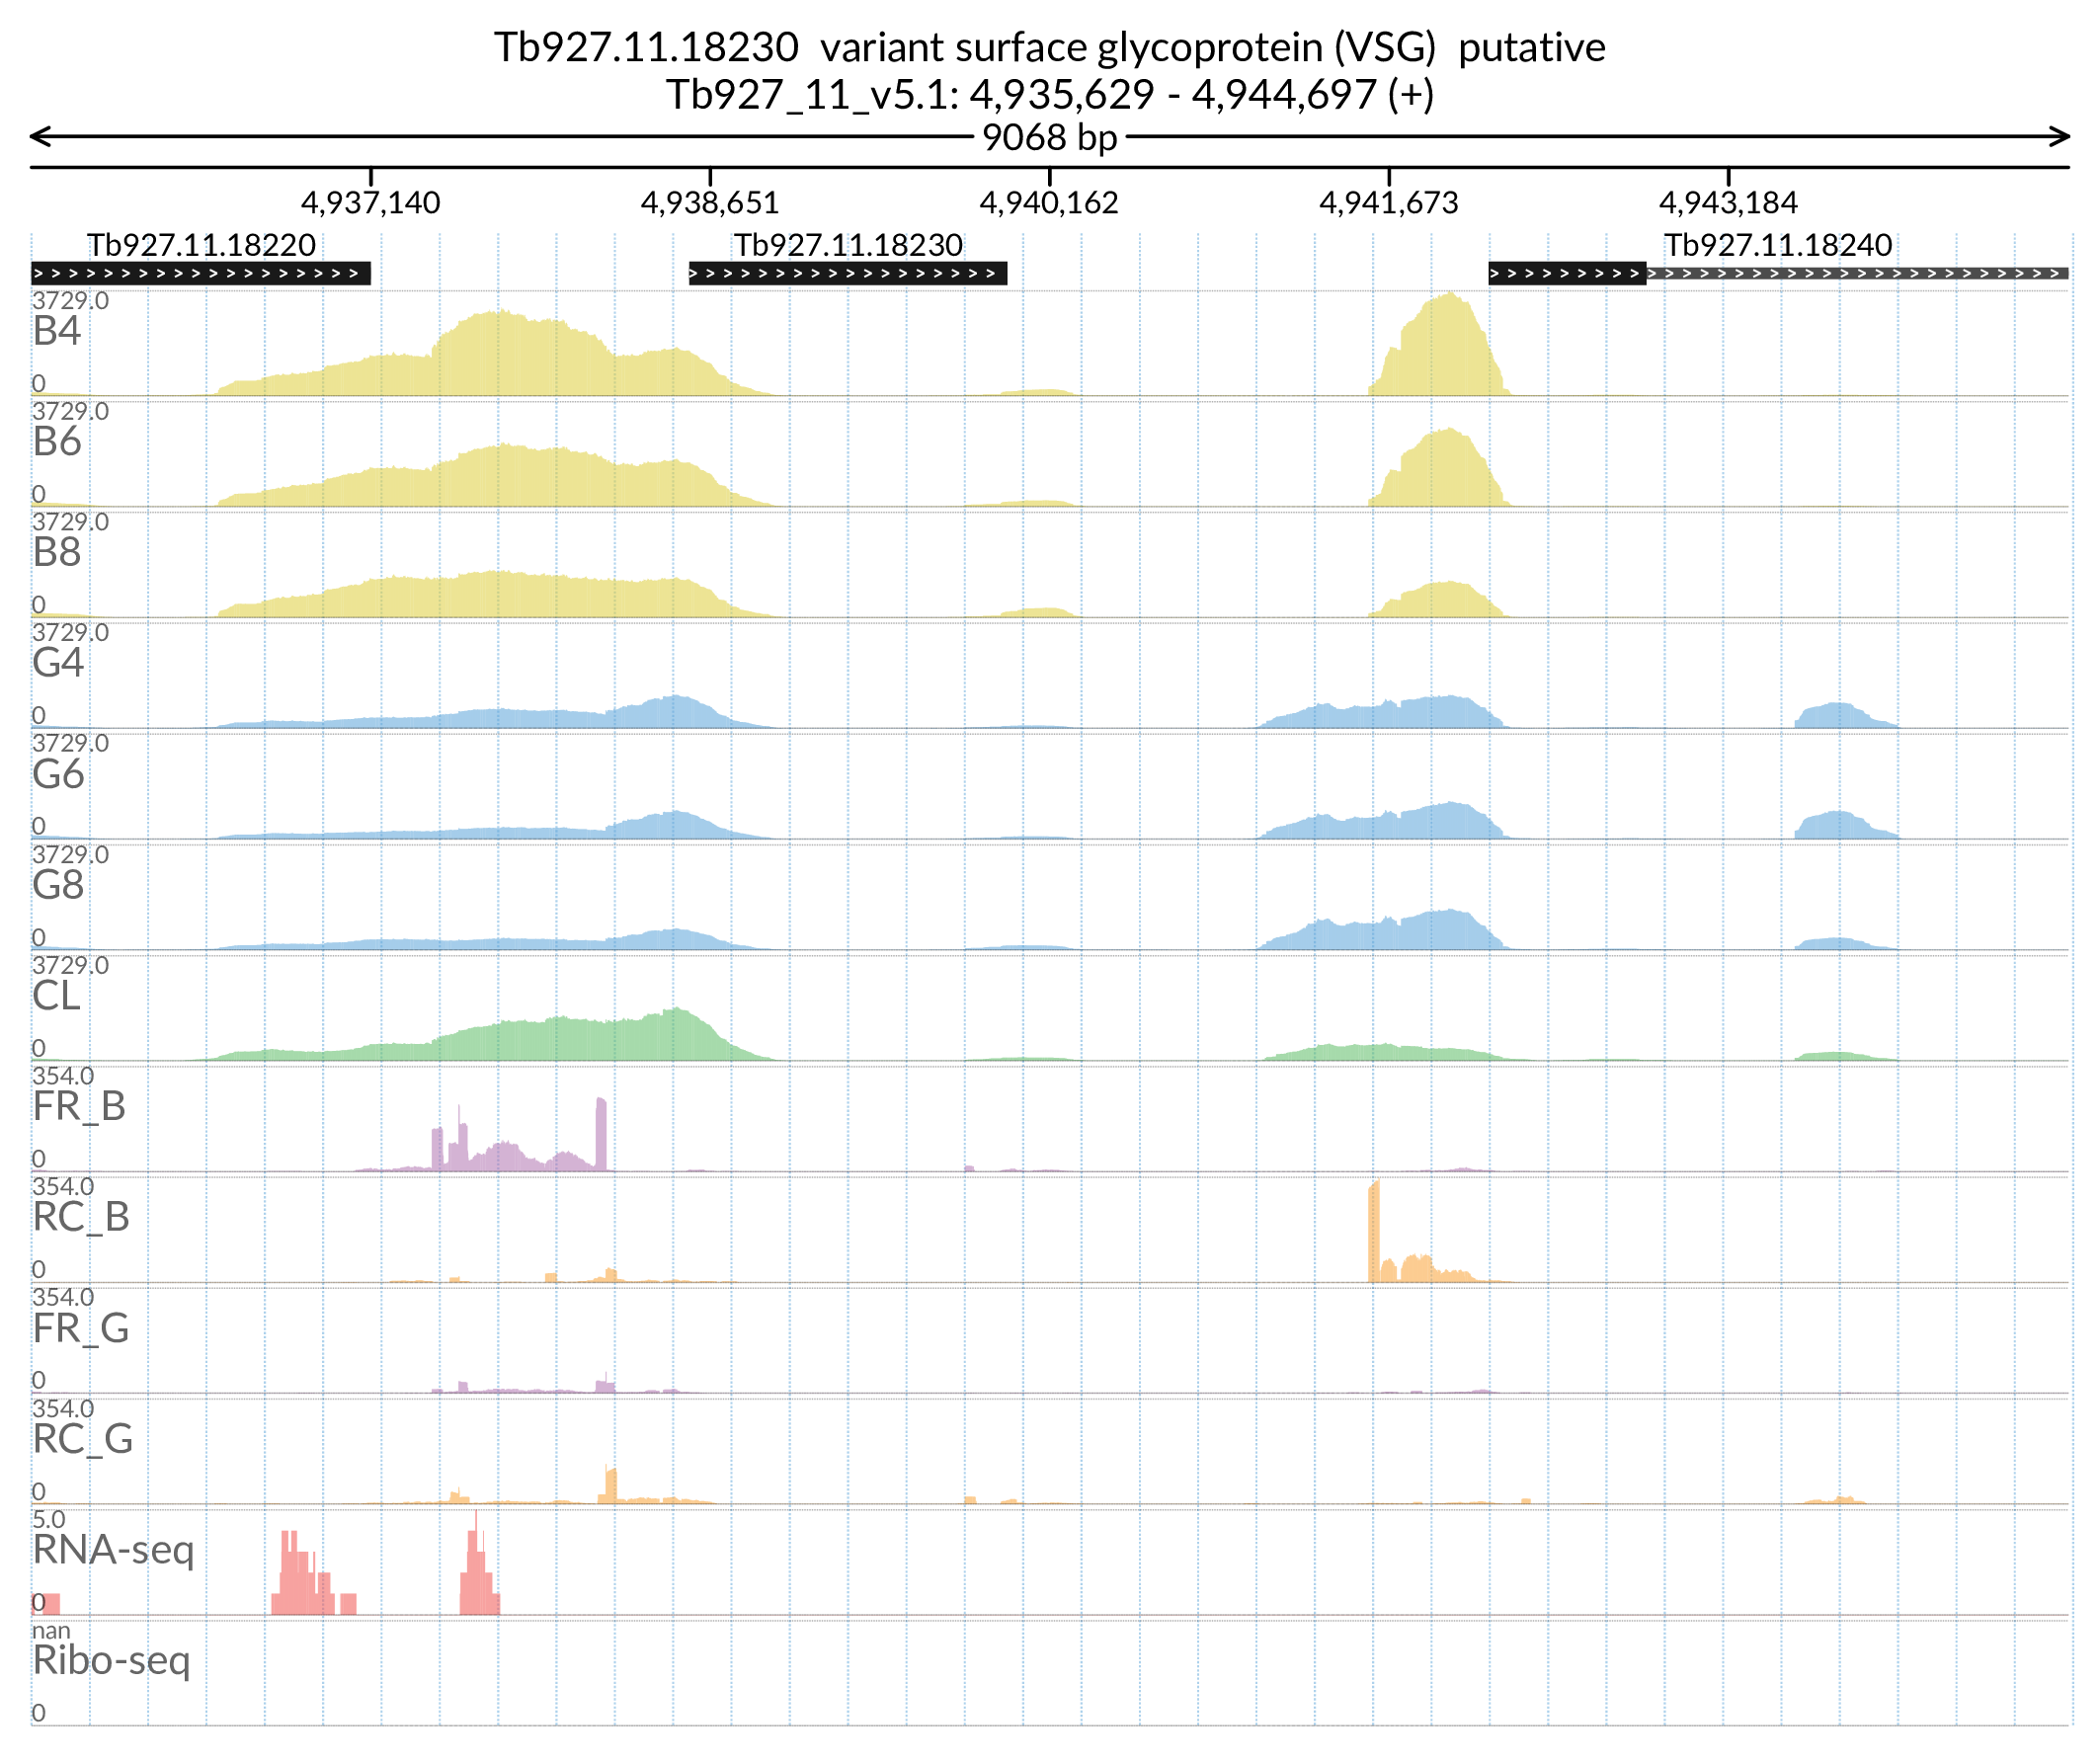 Tb927.11.18230  variant surface glycoprotein (VSG)  putative
Tb927_11_v5.1: 4,935,629 - 4,944,697 (+)
9068 bp
4,937,140 4,938,651 4,940,162 4,941,673 4,943,184
Tb927.11.18220 Tb927.11.18230 Tb927.11.18240
3729.0
B4
0
3729.0
B6
0
3729.0
B8
0
3729.0
G4
0
3729.0
G6
0
3729.0
G8
0
3729.0
CL
0
354.0
FR_B
0
354.0
RC_B
0
354.0
FR_G
0
354.0
RC_G
0
5.0
RNA-seq
0
nan
Ribo-seq
0